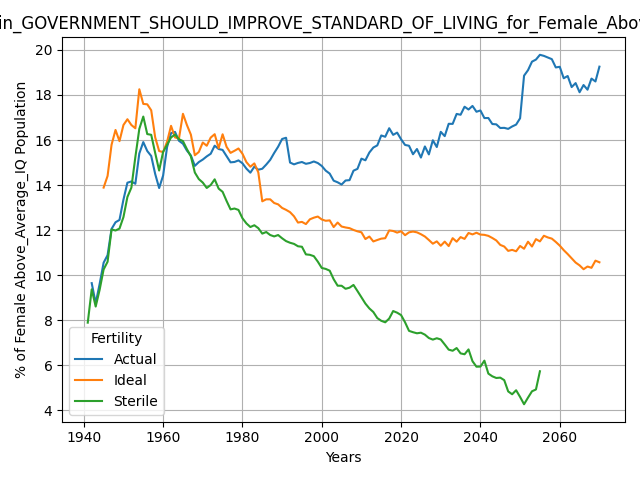 in_GOVERNMENT_SHOULD_IMPROVE_STANDARD_OF_LIVING_for_Female_Abov
20
18
16
14
12
10
8
6
4
% of Female Above_Average_IQ Population
Fertility
Actual
Ideal
Sterile
1940 1960 1980 2000 2020 2040 2060
Years